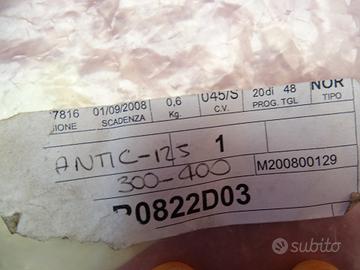 7816 01/09/2008 0,6 045/S 20di 48 NOR
IONE SCADENZA Kg. C.V. PROG. TGL TIPO
ANTIC-125 1
300-400 M200800129
0822D03
subito